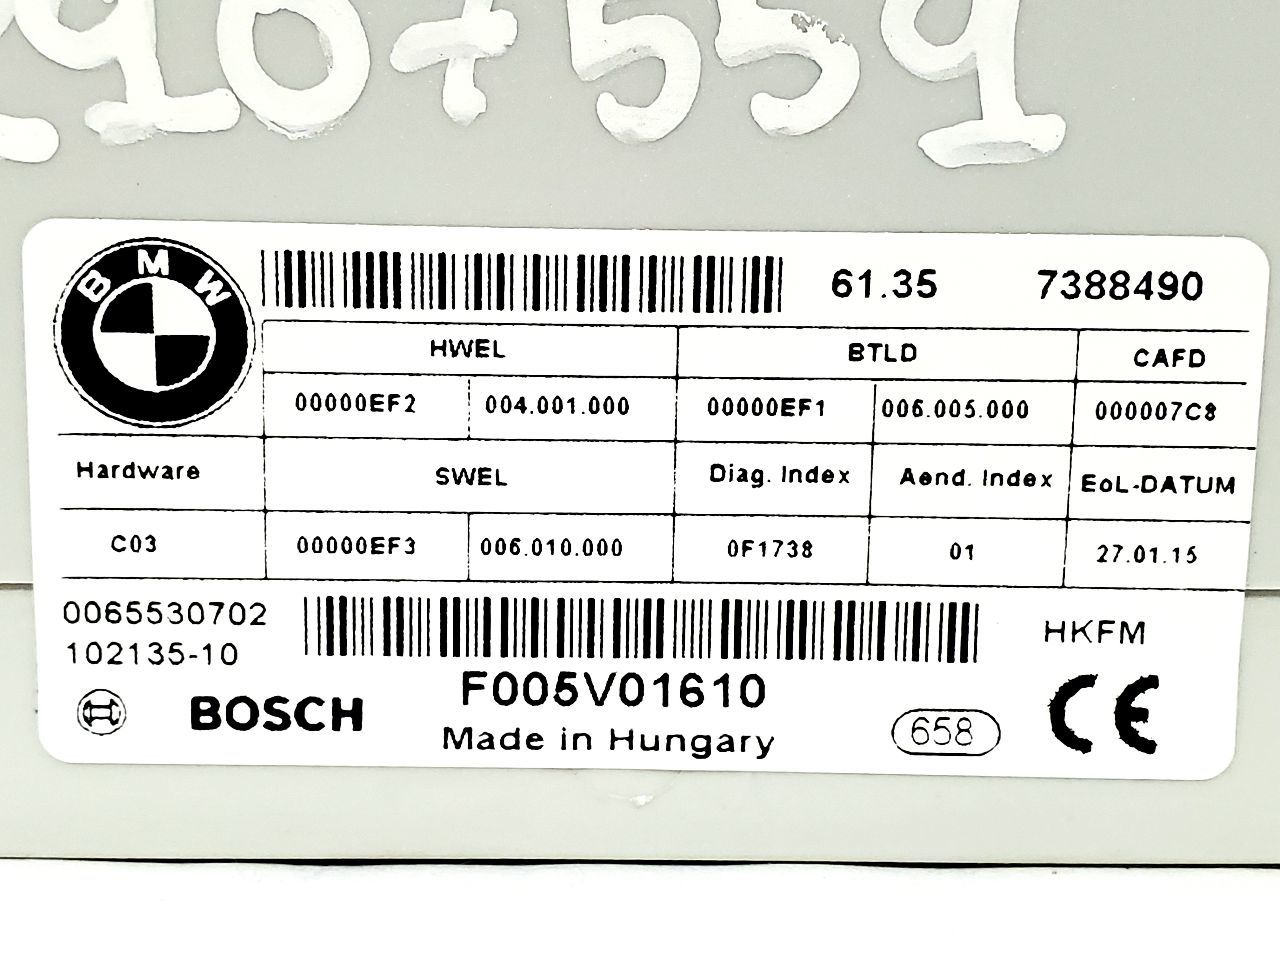 907559
BMW
61.35 7388490
HWEL BTLD CAFD
00000EF2 004.001.000 00000EF1 006.005.000 000007C8
Hardware SWEL Diag. Index Aend. Index EoL-DATUM
C03 00000EF3 006.010.000 0F1738 01 27.01.15
0065530702
102135-10
HKFM
BOSCH
F005V01610
Made in Hungary
658
CE